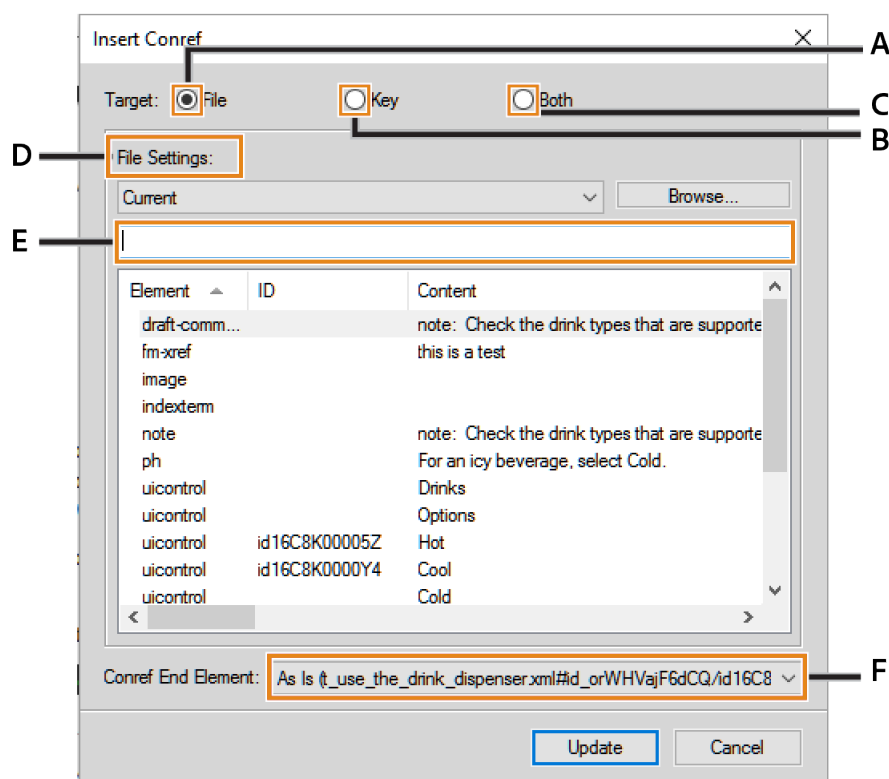 Insert Conref
A
Target: File Key Both
C
B
D
File Settings:
Current Browse...
E
Element ID Content
draft-comm... note: Check the drink types that are supporte
fm-xref this is a test
image
indexterm
note note: Check the drink types that are supporte
ph For an icy beverage, select Cold.
uicontrol Drinks
uicontrol Options
uicontrol id16C8K00005Z Hot
uicontrol id16C8K0000Y4 Cool
uicontrol Cold
Conref End Element: As Is (t_use_the_drink_dispenser.xml#id_orWHVajF6dCQ/id16C8 F
Update Cancel